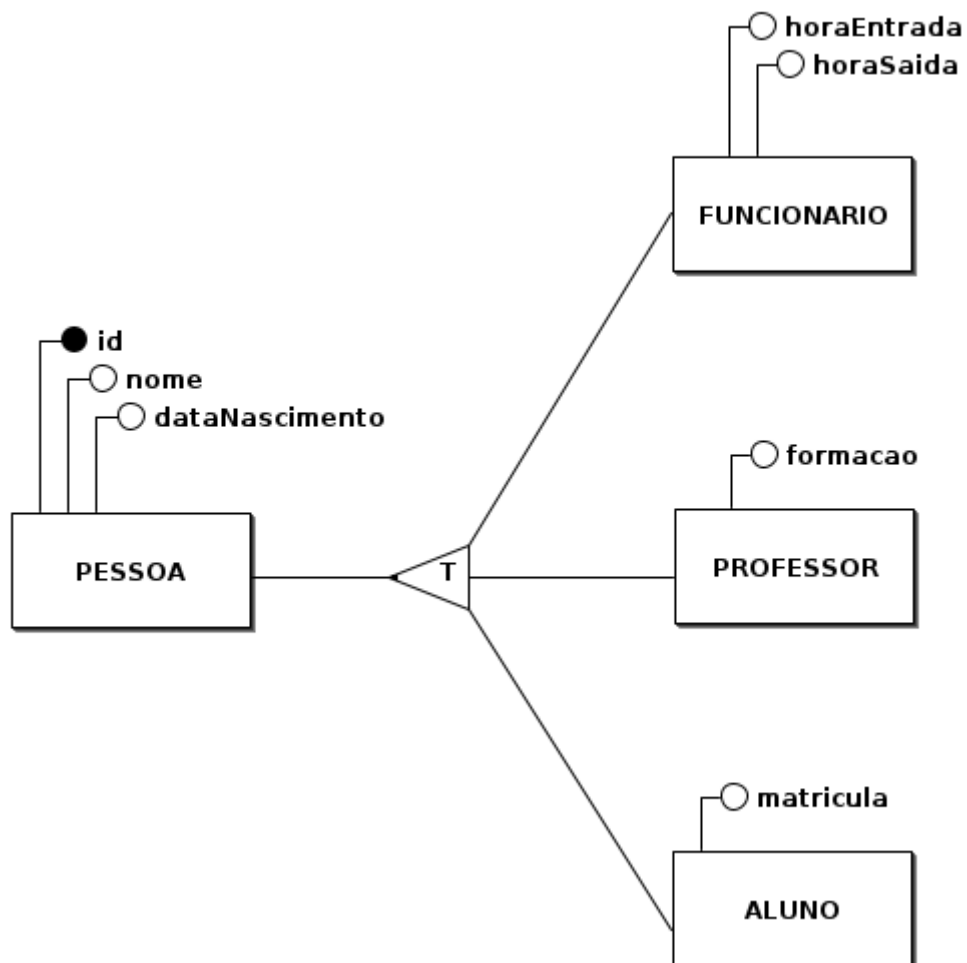 horaEntrada
horaSaida
FUNCIONARIO
id
nome
dataNascimento
formacao
PESSOA
T
PROFESSOR
matricula
ALUNO